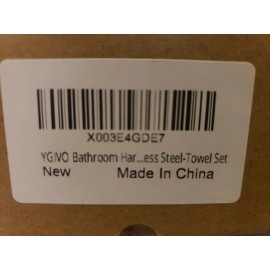 X003E4GDE7
YGIVO Bathroom Har...ess Steel-Towel Set
New Made In China